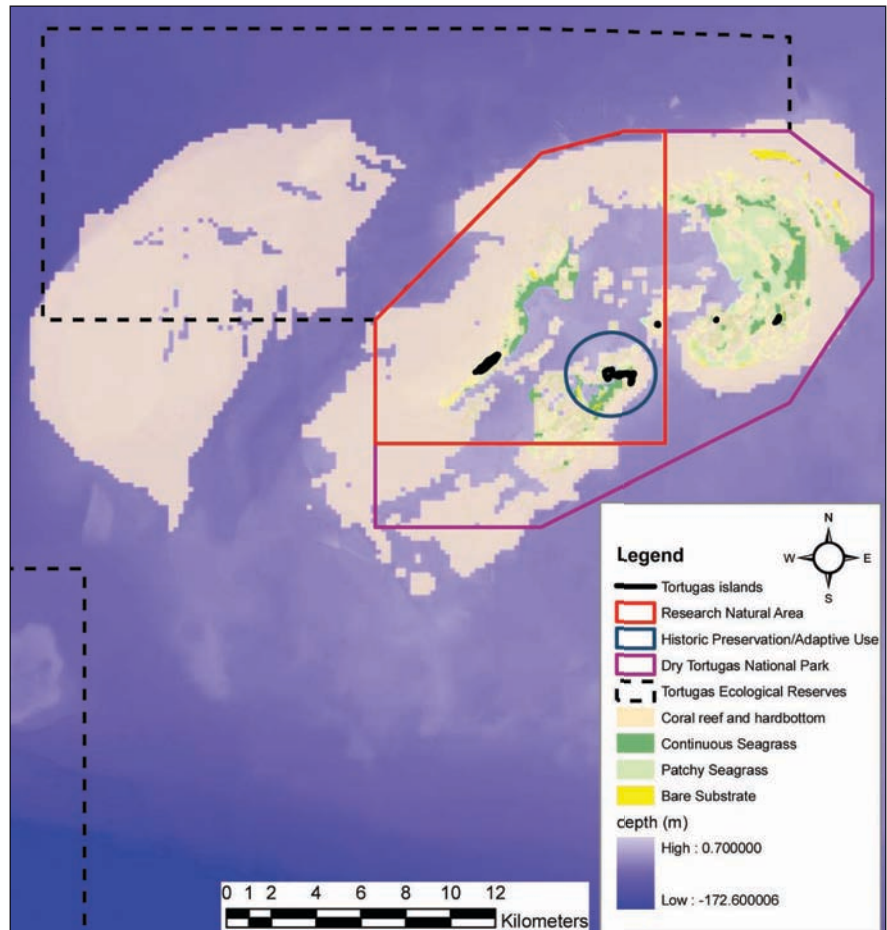 Legend
N
W
E
S
Tortugas islands
Research Natural Area
Historic Preservation/Adaptive Use
Dry Tortugas National Park
Tortugas Ecological Reserves
Coral reef and hardbottom
Continuous Seagrass
Patchy Seagrass
Bare Substrate
depth (m)
High : 0.700000
Low : -172.600006
0 1 2 4 6 8 10 12
Kilometers